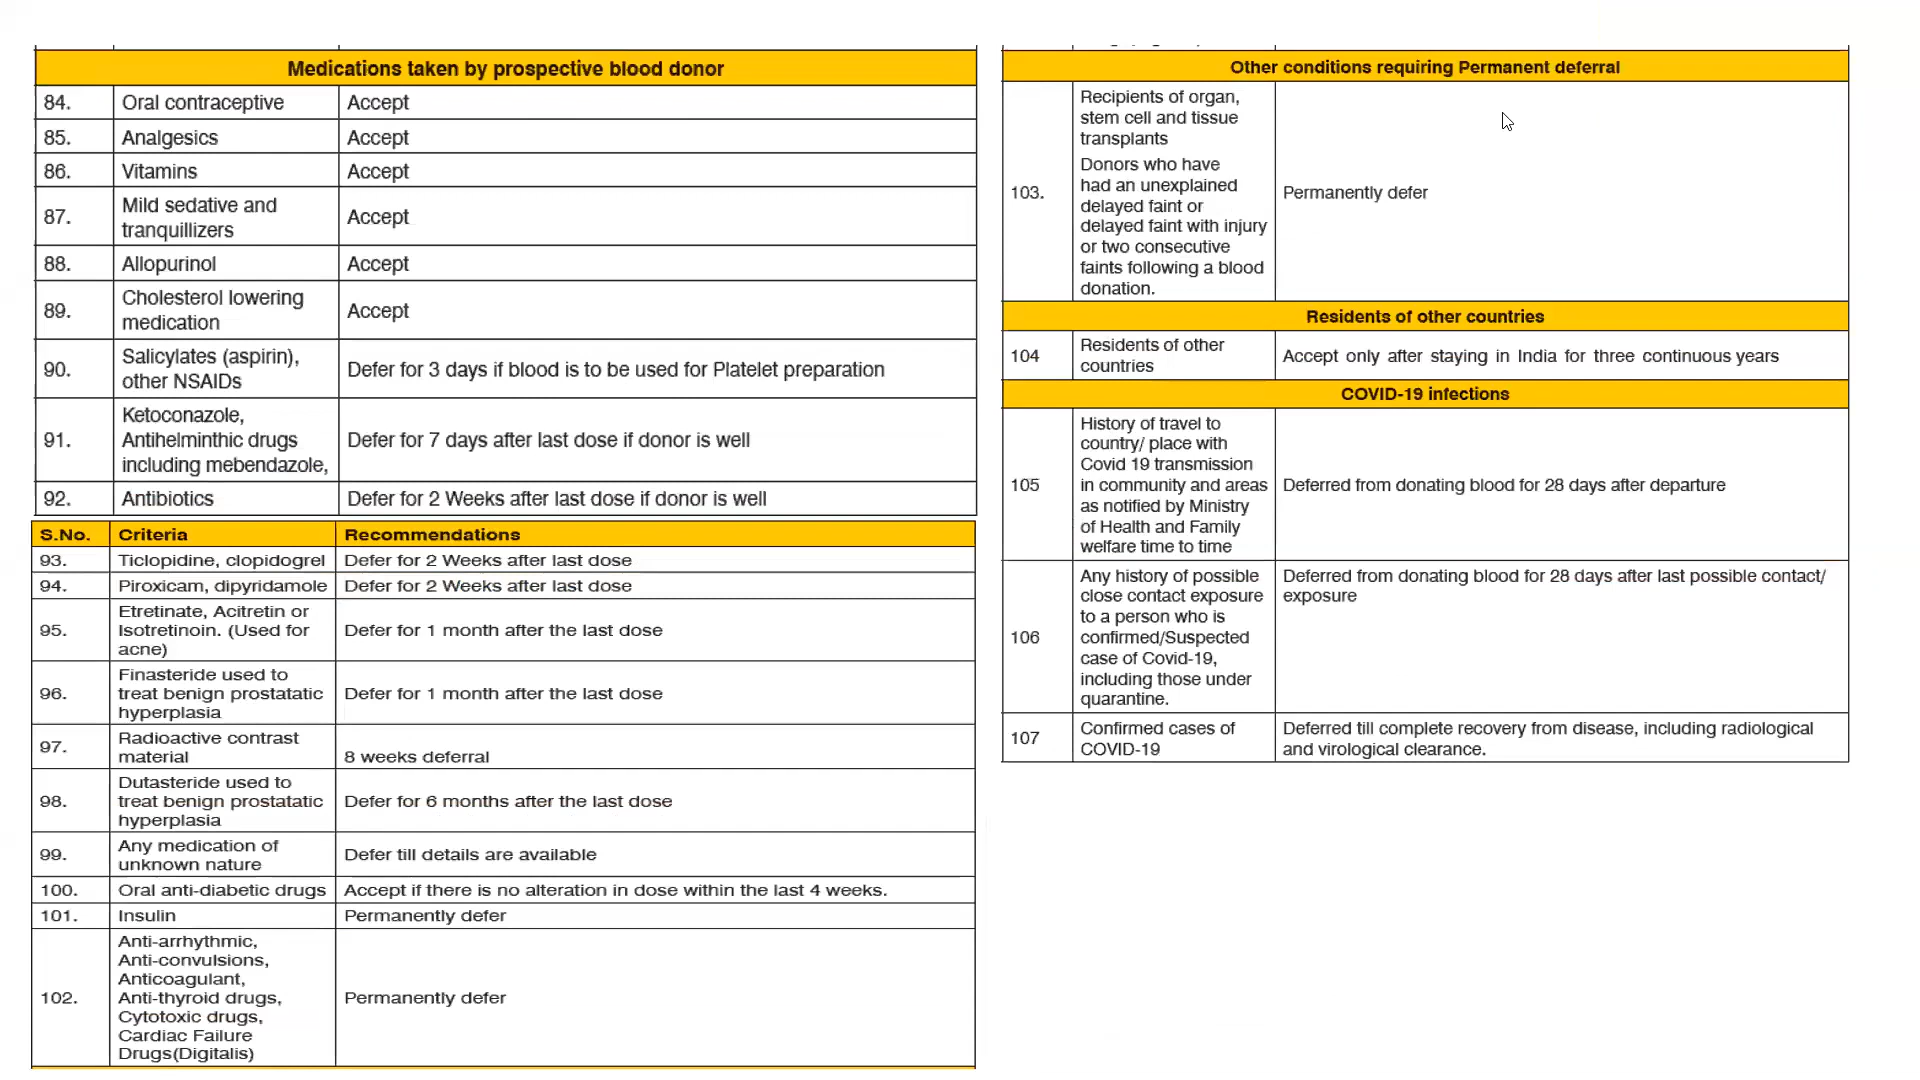 Medications taken by prospective blood donor
84. Oral contraceptive Accept
85. Analgesics Accept
86. Vitamins Accept
87. Mild sedative and
tranquillizers Accept
88. Allopurinol Accept
89. Cholesterol lowering
medication Accept
90. Salicylates (aspirin),
other NSAIDs Defer for 3 days if blood is to be used for Platelet preparation
91. Ketoconazole,
Antihelminthic drugs
including mebendazole, Defer for 7 days after last dose if donor is well
92. Antibiotics Defer for 2 Weeks after last dose if donor is well
S.No. Criteria Recommendations
93. Ticlopidine, clopidogrel Defer for 2 Weeks after last dose
94. Piroxicam, dipyridamole Defer for 2 Weeks after last dose
95. Etretinate, Acitretin or
Isotretinoin. (Used for
acne) Defer for 1 month after the last dose
96. Finasteride used to
treat benign prostatatic
hyperplasia Defer for 1 month after the last dose
97. Radioactive contrast
material 8 weeks deferral
98. Dutasteride used to
treat benign prostatatic
hyperplasia Defer for 6 months after the last dose
99. Any medication of
unknown nature Defer till details are available
100. Oral anti-diabetic drugs Accept if there is no alteration in dose within the last 4 weeks.
101. Insulin Permanently defer
102. Anti-arrhythmic,
Anti-convulsions,
Anticoagulant,
Anti-thyroid drugs,
Cytotoxic drugs,
Cardiac Failure
Drugs(Digitalis) Permanently defer
Other conditions requiring Permanent deferral
103. Recipients of organ,
stem cell and tissue
transplants
Donors who have
had an unexplained
delayed faint or
delayed faint with injury
or two consecutive
faints following a blood
donation. Permanently defer
Residents of other countries
104 Residents of other
countries Accept only after staying in India for three continuous years
COVID-19 infections
105 History of travel to
country/ place with
Covid 19 transmission
in community and areas
as notified by Ministry
of Health and Family
welfare time to time Deferred from donating blood for 28 days after departure
106 Any history of possible
close contact exposure
to a person who is
confirmed/Suspected
case of Covid-19,
including those under
quarantine. Deferred from donating blood for 28 days after last possible contact/
exposure
107 Confirmed cases of
COVID-19 Deferred till complete recovery from disease, including radiological
and virological clearance.